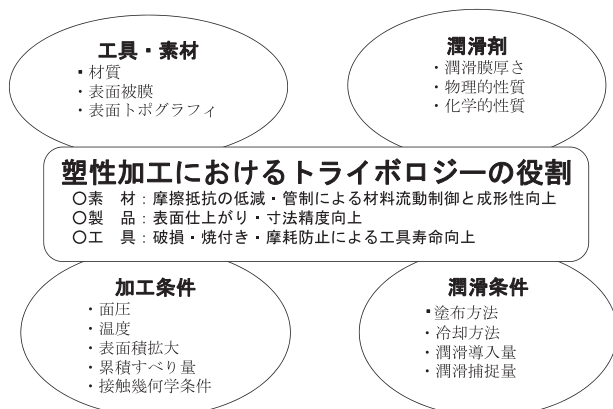 工具・素材
・材質
・表面被膜
・表面トポグラフィ
潤滑剤
・潤滑膜厚さ
・物理的性質
・化学的性質
塑性加工におけるトライボロジーの役割
○素　材：摩擦抵抗の低減・管制による材料流動制御と成形性向上
○製　品：表面仕上がり・寸法精度向上
○工　具：破損・焼付き・摩耗防止による工具寿命向上
加工条件
・面圧
・温度
・表面積拡大
・累積すべり量
・接触幾何学条件
潤滑条件
・塗布方法
・冷却方法
・潤滑導入量
・潤滑捕捉量